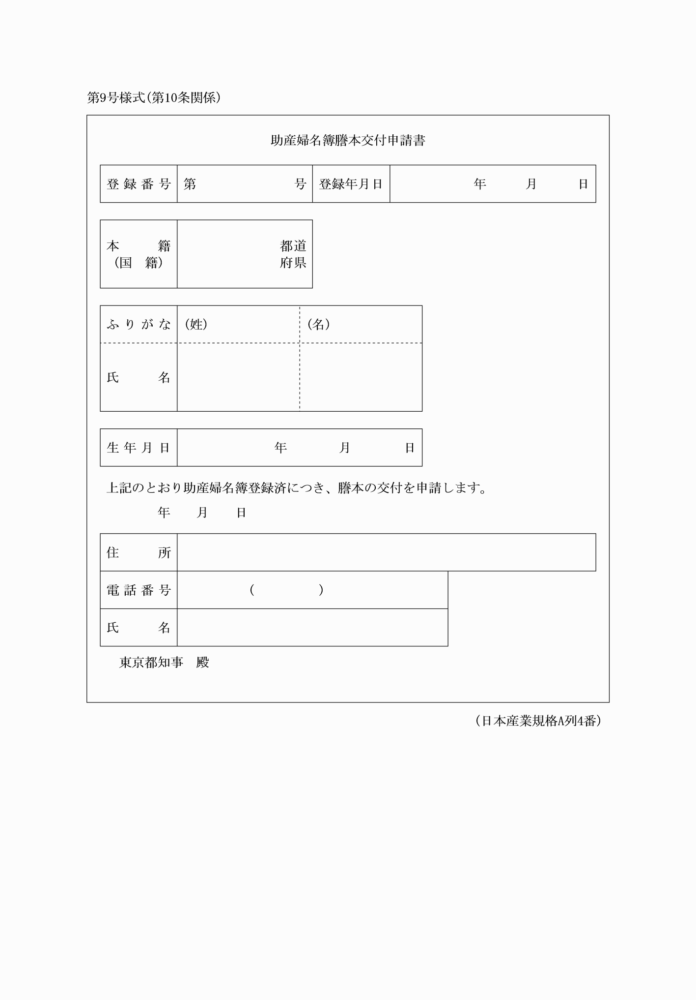 第9号様式(第10条関係)
助産婦名簿謄本交付申請書
登録番号 第 号 登録年月日 年 月 日
本 籍 都道
(国 籍) 府県
ふりがな (姓) (名)
氏 名
生年月日 年 月 日
上記のとおり助産婦名簿登録済につき、謄本の交付を申請します。
年 月 日
住 所
電話番号 ( )
氏 名
東京都知事 殿
(日本産業規格A列4番)